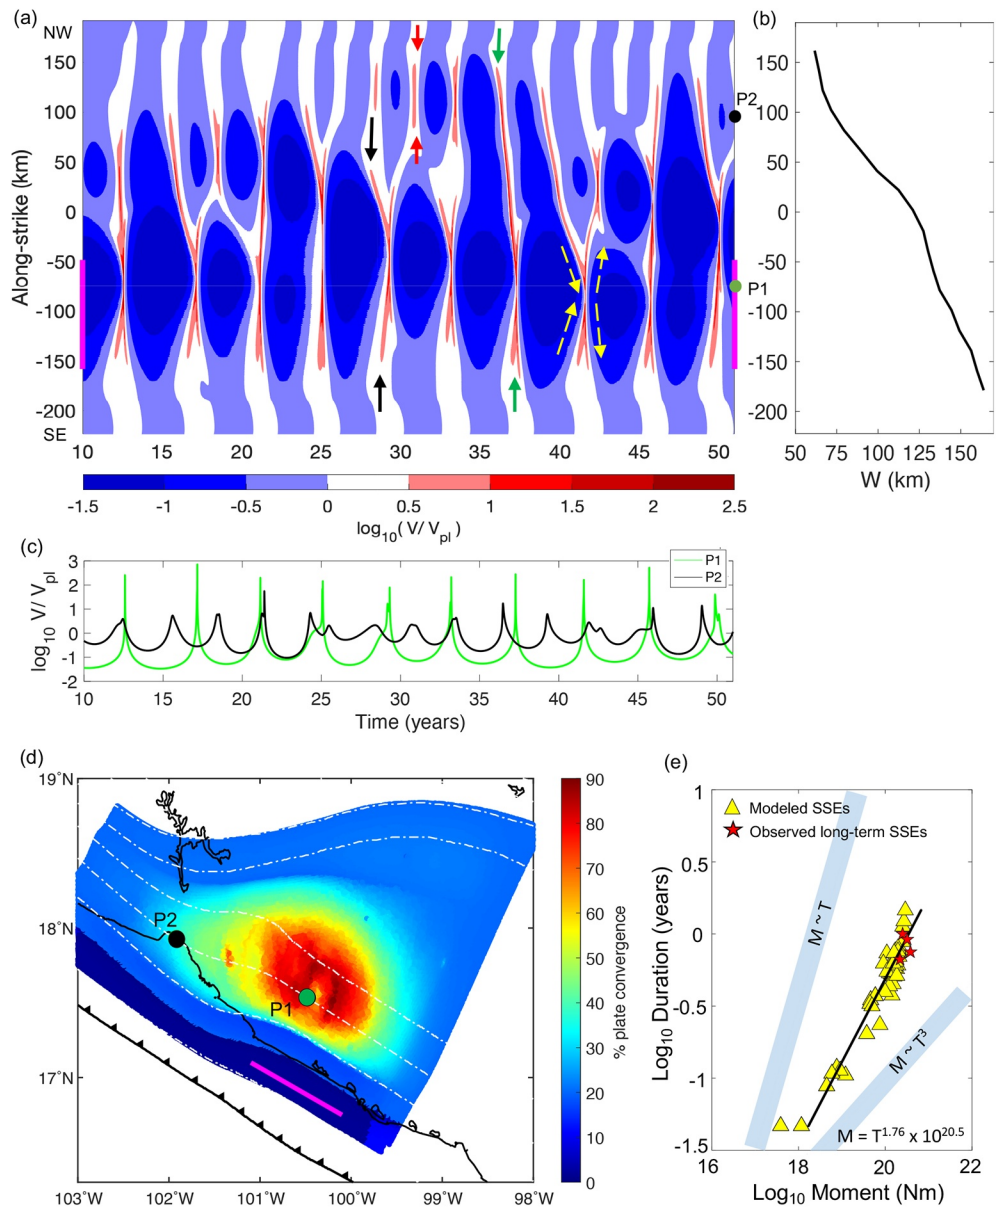 (a)
NW
150
100
50
0
-50
-100
-150
-200
SE
Along-strike (km)
P2
P1
10 15 20 25 30 35 40 45 50
-1.5 -1 -0.5 0 0.5 1 1.5 2 2.5
log10( V/ Vpl )
(b)
150
100
50
0
-50
-100
-150
-200
50 75 100 125 150
W (km)
(c)
3
2
1
0
-1
-2
log10 V/ Vpl
P1
P2
10 15 20 25 30 35 40 45 50
Time (years)
(d)
19°N
18°N
17°N
P2
P1
103°W 102°W 101°W 100°W 99°W 98°W
90
80
70
60
50
40
30
20
10
0
% plate convergence
(e)
1
0.5
0
-0.5
-1
-1.5
Log10 Duration (years)
Modeled SSEs
Observed long-term SSEs
M ~ T
M ~ T³
M = T^1.76 x 10^20.5
16 18 20 22
Log10 Moment (Nm)